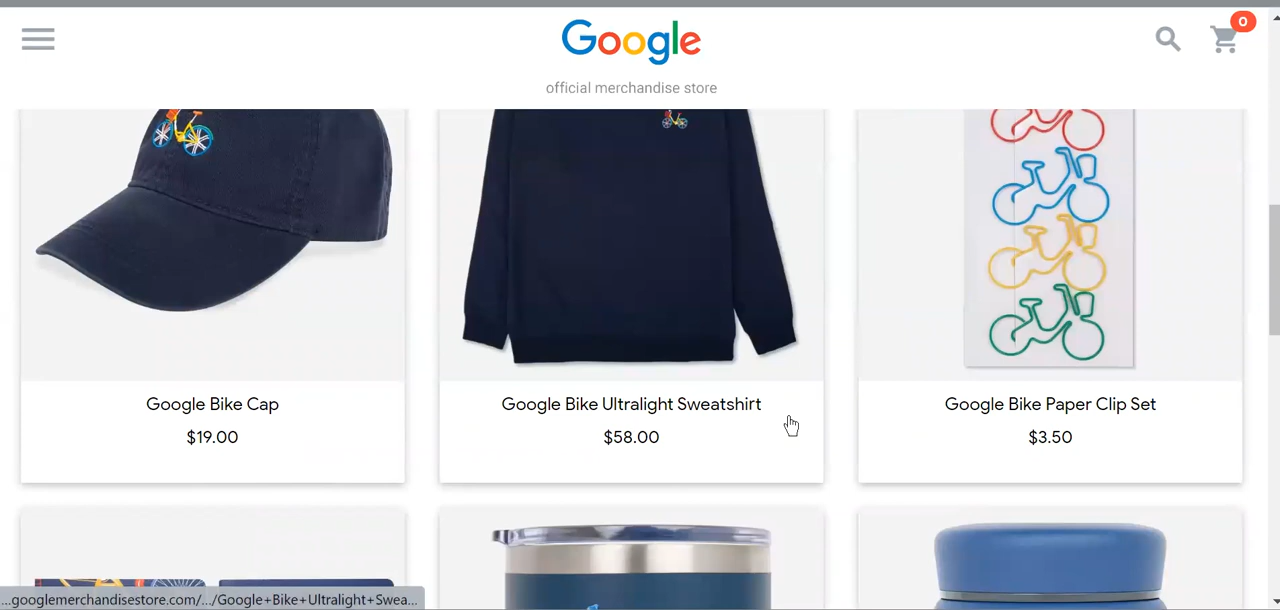 Google
0
official merchandise store
Google Bike Cap
$19.00
Google Bike Ultralight Sweatshirt
$58.00
Google Bike Paper Clip Set
$3.50
...googlemerchandisestore.com/.../Google+Bike+Ultralight+Swea...